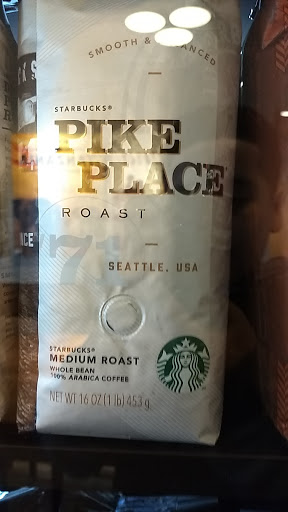 SMOOTH & BALANCED
STARBUCKS®
PIKE
PLACE
ROAST
'71
SEATTLE, USA
STARBUCKS®
MEDIUM ROAST
WHOLE BEAN
100% ARABICA COFFEE
NET WT 16 OZ (1 lb) 453 g